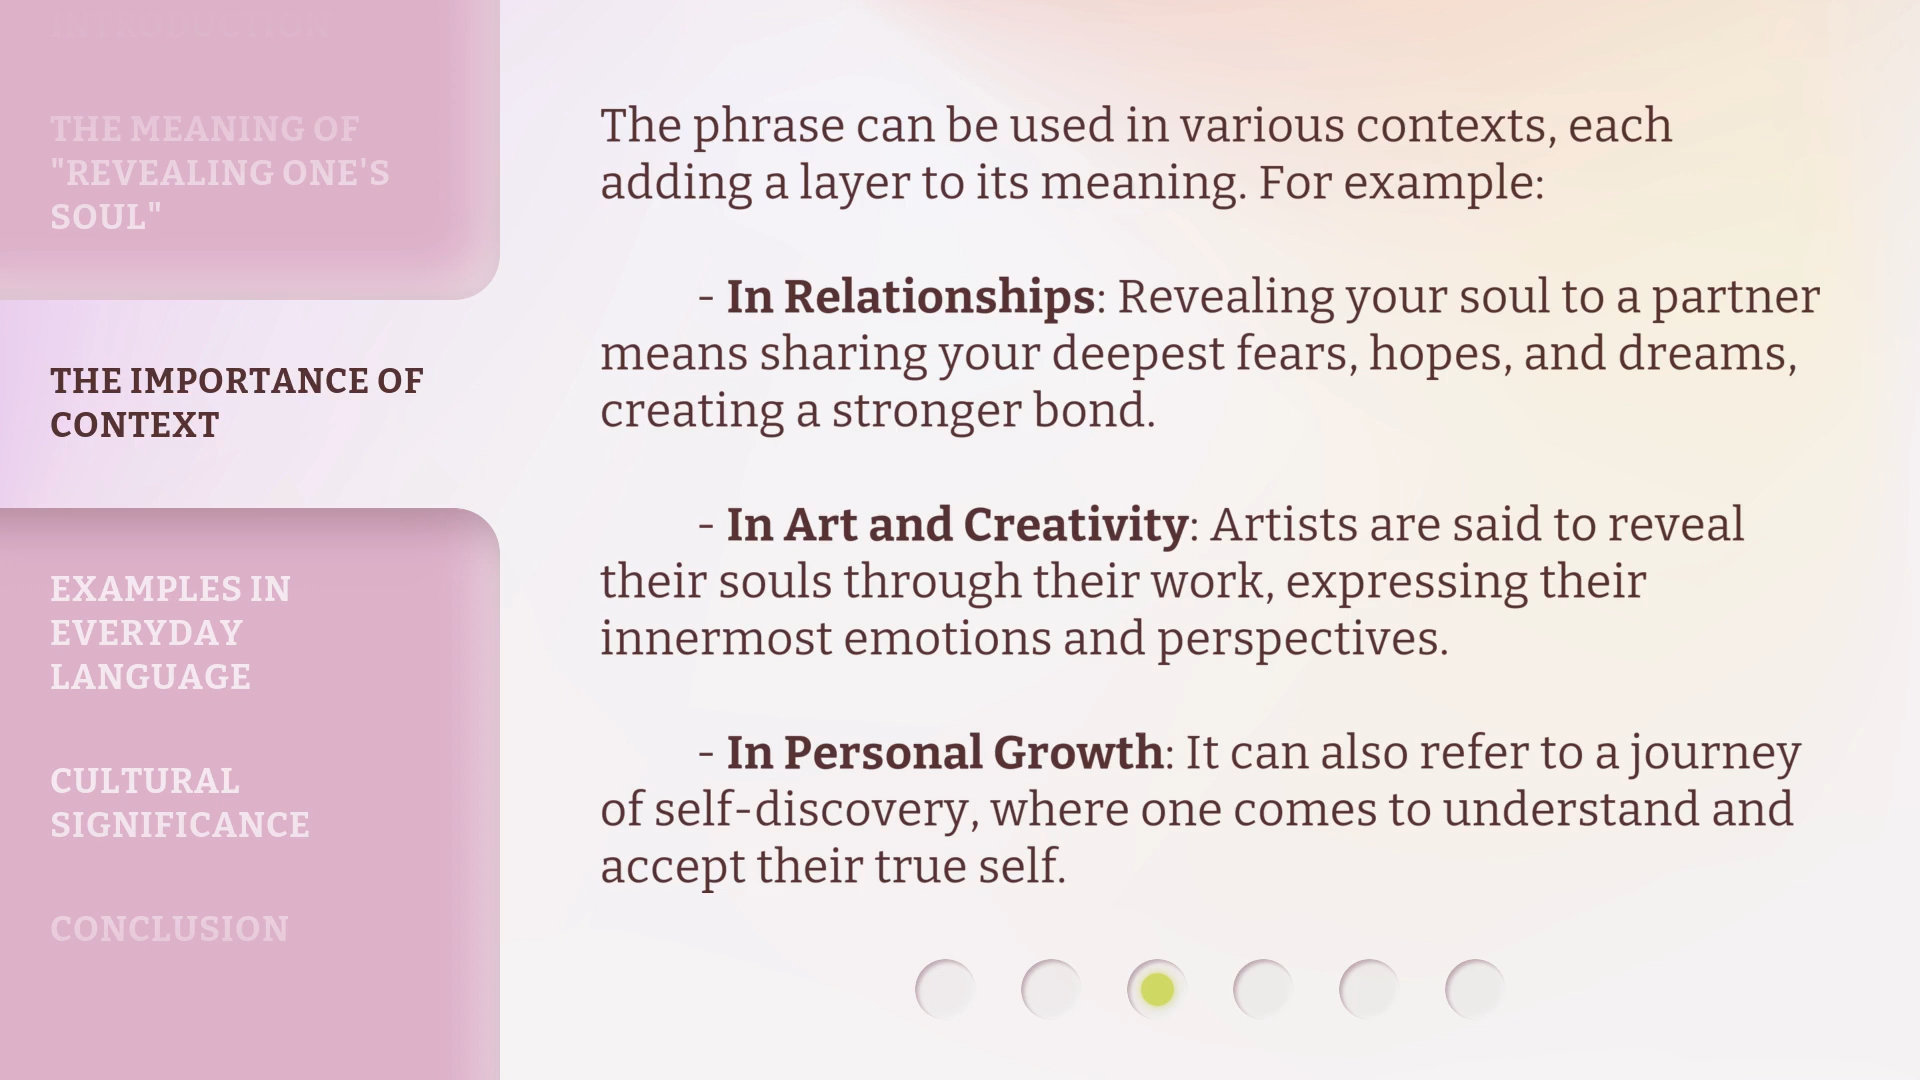 INTRODUCTION
THE MEANING OF
"REVEALING ONE'S
SOUL"
THE IMPORTANCE OF
CONTEXT
EXAMPLES IN
EVERYDAY
LANGUAGE
CULTURAL
SIGNIFICANCE
CONCLUSION
The phrase can be used in various contexts, each
adding a layer to its meaning. For example:
- In Relationships: Revealing your soul to a partner
means sharing your deepest fears, hopes, and dreams,
creating a stronger bond.
- In Art and Creativity: Artists are said to reveal
their souls through their work, expressing their
innermost emotions and perspectives.
- In Personal Growth: It can also refer to a journey
of self-discovery, where one comes to understand and
accept their true self.